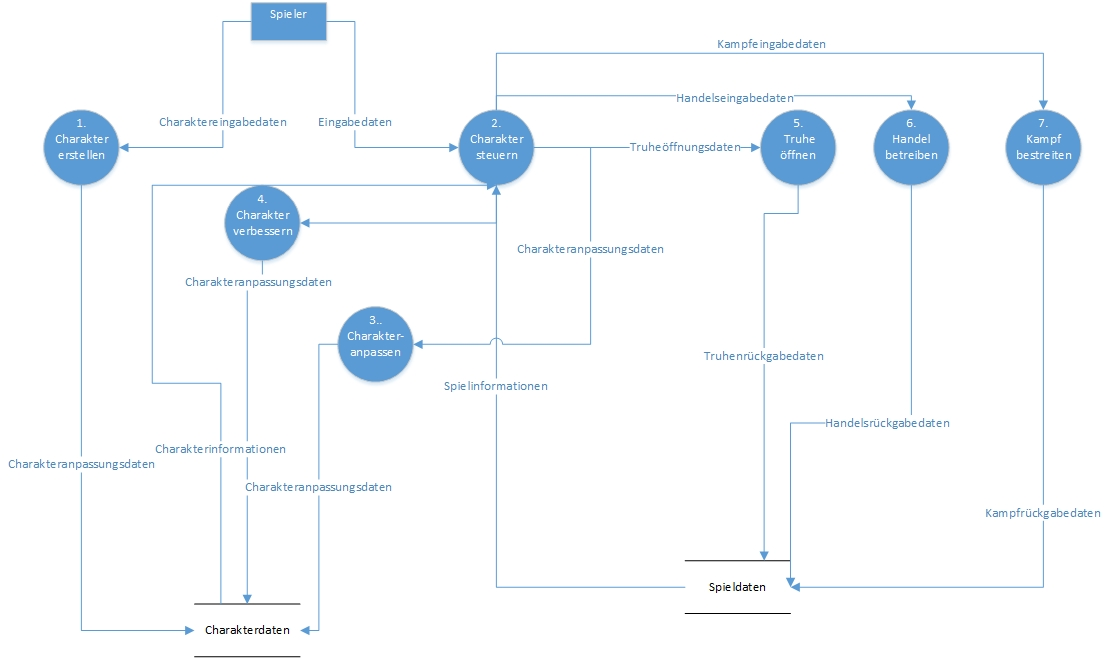 Spieler
Kampfeingabedaten
Handelseingabedaten
Charaktereingabedaten
Eingabedaten
1.
Charakter
erstellen
2.
Charakter
steuern
Truheöffnungsdaten
5.
Truhe
öffnen
6.
Handel
betreiben
7.
Kampf
bestreiten
4.
Charakter
verbessern
Charakteranpassungsdaten
Charakteranpassungsdaten
3..
Charakter-
anpassen
Truhenrückgabedaten
Spielinformationen
Handelsrückgabedaten
Charakterinformationen
Charakteranpassungsdaten
Charakteranpassungsdaten
Kampfrückgabedaten
Spieldaten
Charakterdaten